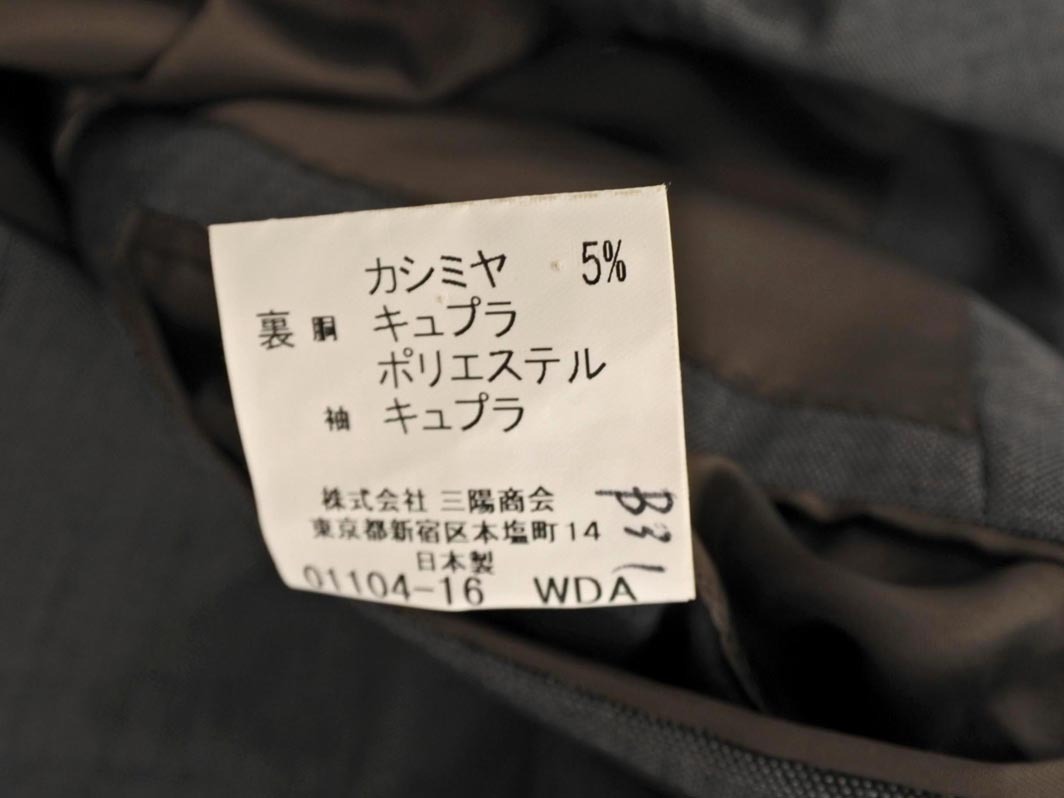 カシミヤ 5%
裏 胴 キュプラ
ポリエステル
袖 キュプラ
株式会社 三陽商会
東京都新宿区本塩町14
日本製
01104-16 WDA
B31